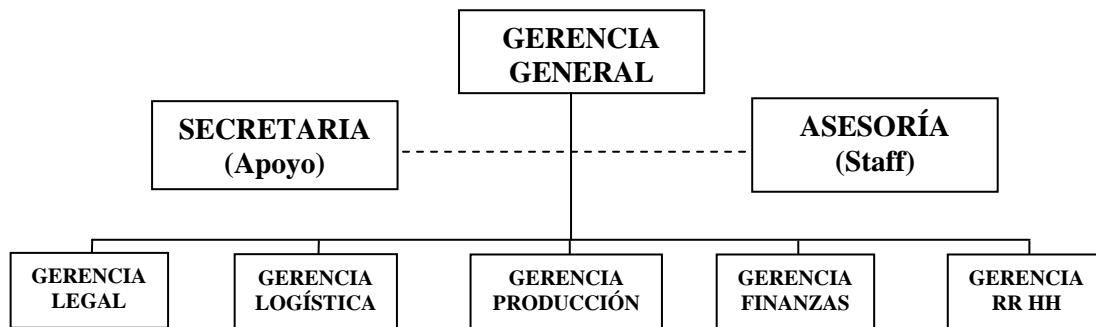 GERENCIA
GENERAL
SECRETARIA
(Apoyo)
ASESORÍA
(Staff)
GERENCIA
LEGAL
GERENCIA
LOGÍSTICA
GERENCIA
PRODUCCIÓN
GERENCIA
FINANZAS
GERENCIA
RR HH